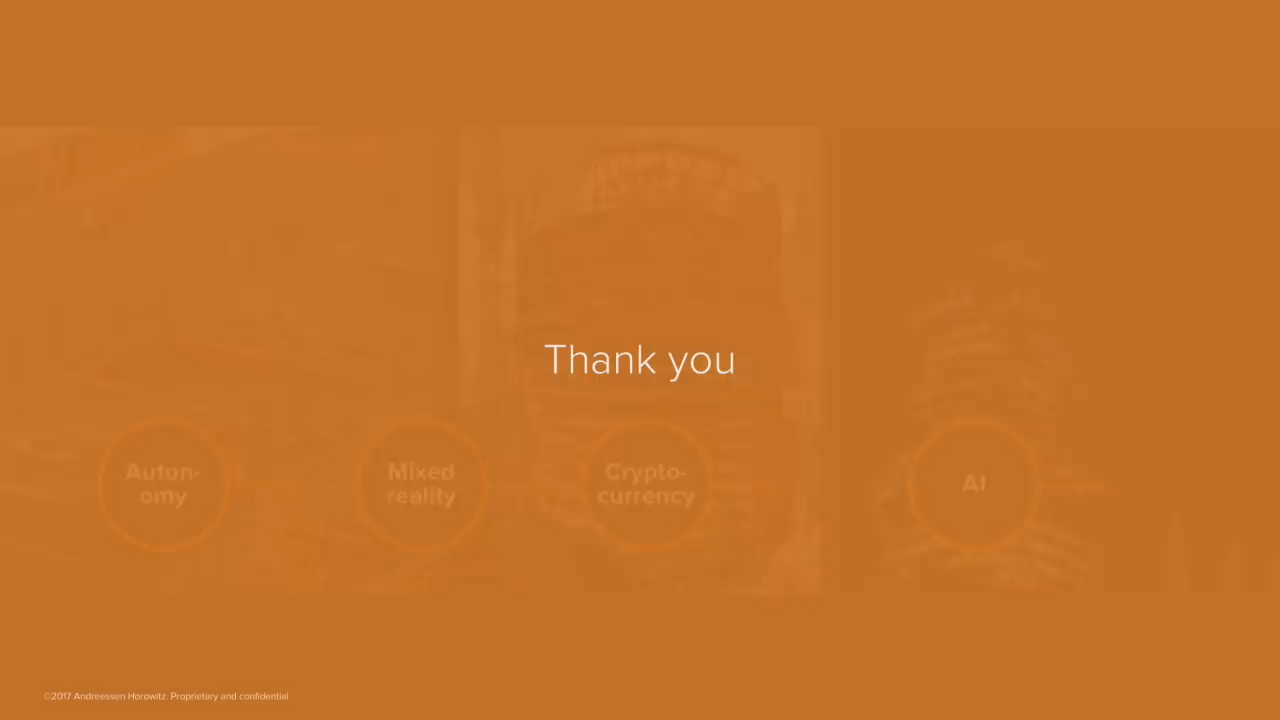 Thank you
Auton-
omy
Mixed
reality
Crypto-
currency
AI
©2017 Andreessen Horowitz. Proprietary and confidential.